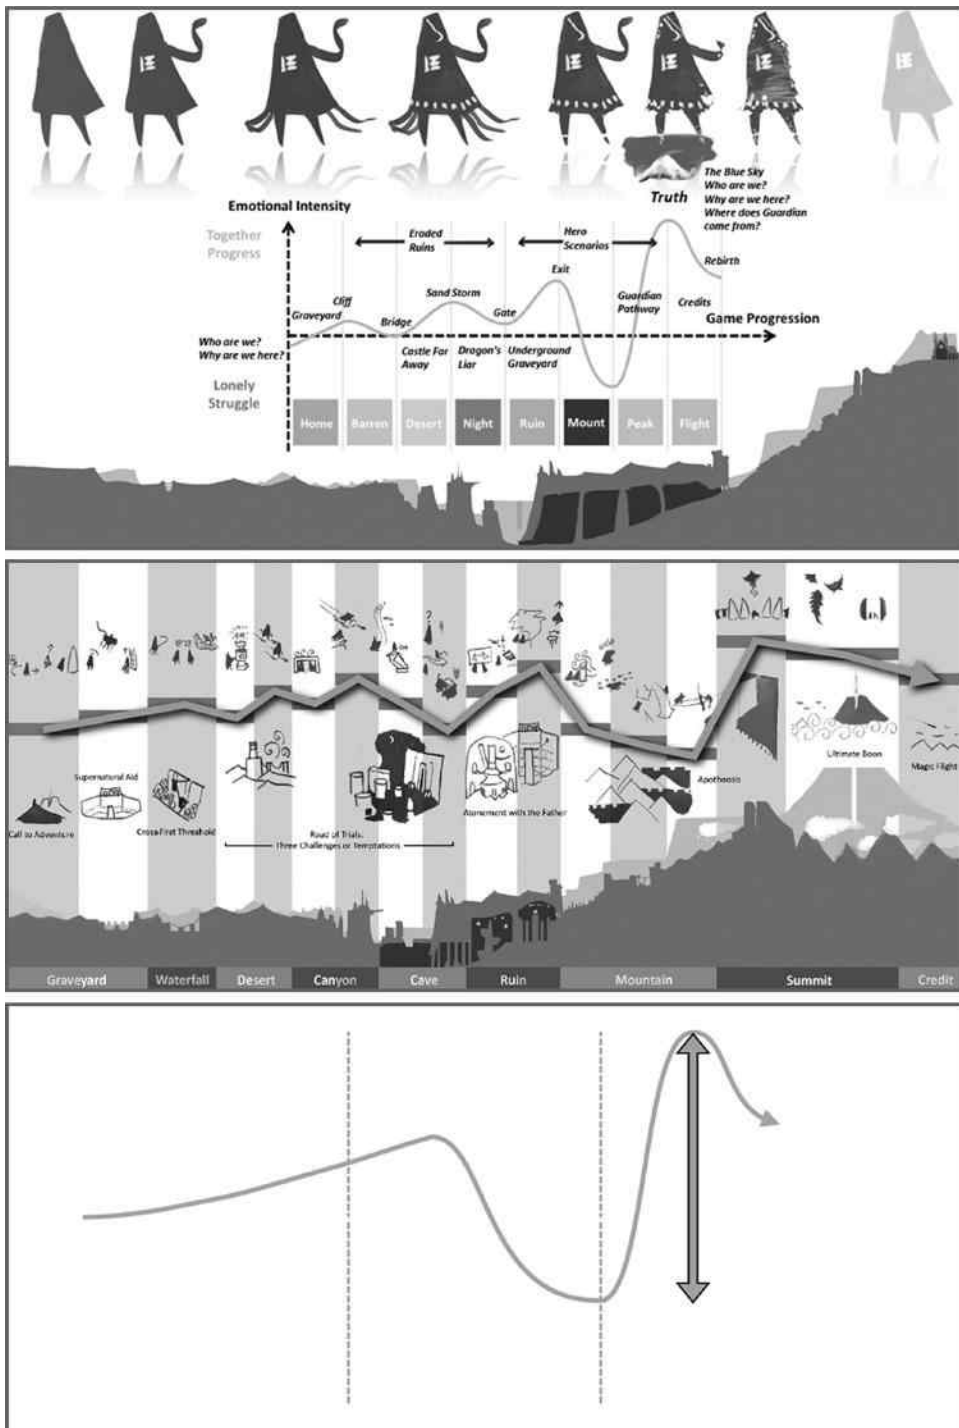 The Blue Sky
Who are we?
Why are we here?
Where does Guardian
come from?
Truth
Emotional Intensity
Together
Progress
Eroded
Ruins
Hero
Scenarios
Rebirth
Exit
Cliff
Sand Storm
Guardian
Pathway
Credits
Graveyard
Bridge
Gate
Game Progression
Who are we?
Why are we here?
Castle Far
Away
Dragon's
Liar
Underground
Graveyard
Lonely
Struggle
Home
Barren
Desert
Night
Ruin
Mount
Peak
Flight
Supernatural Aid
Call to Adventure
Cross First Threshold
Road of Trials:
Three Challenges or Temptations
Atonement with the Father
Apotheosis
Ultimate Boon
Magic Flight
Graveyard
Waterfall
Desert
Canyon
Cave
Ruin
Mountain
Summit
Credit